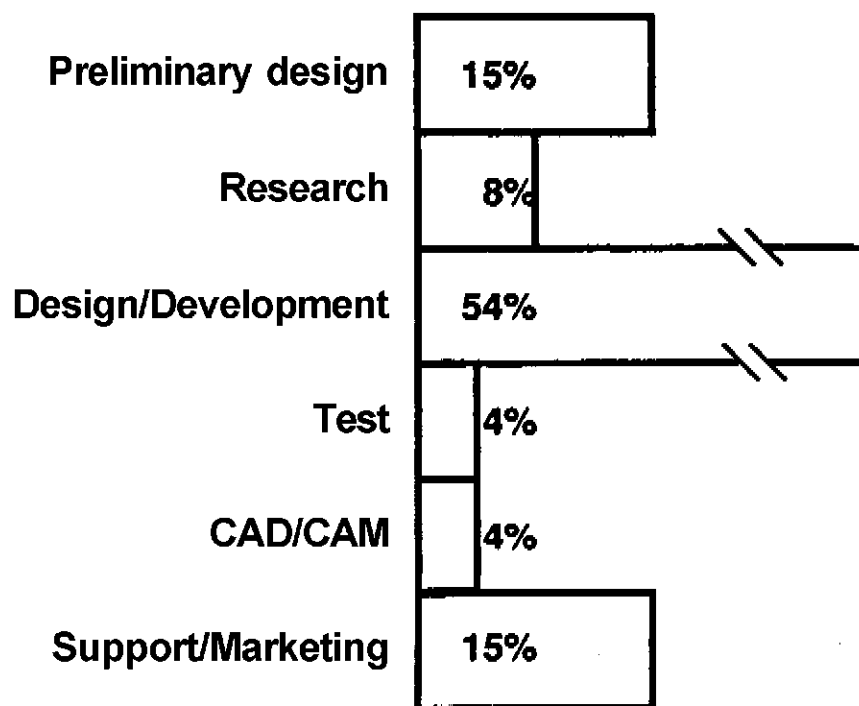 Preliminary design 15%
Research 8%
Design/Development 54%
Test 4%
CAD/CAM 4%
Support/Marketing 15%